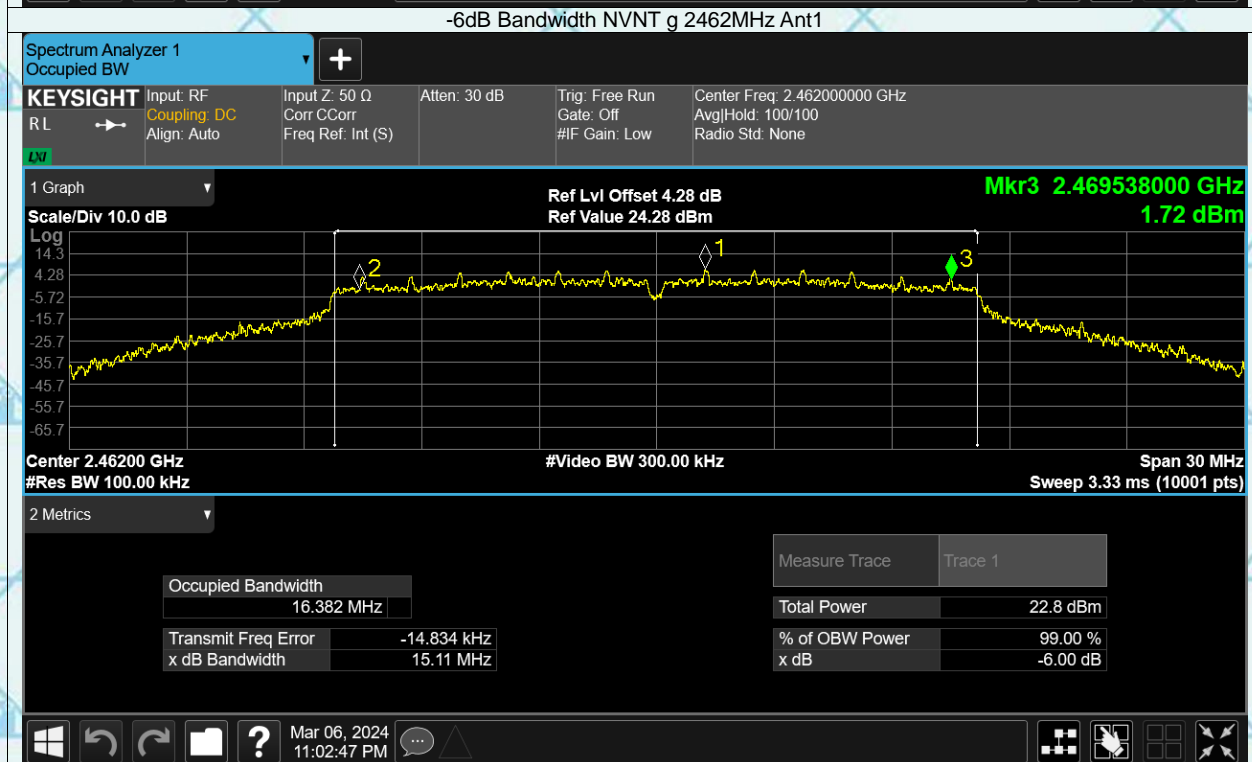 -6dB Bandwidth NVNT g 2462MHz Ant1
Spectrum Analyzer 1
Occupied BW
KEYSIGHT
RL
LXI
Input: RF
Coupling: DC
Align: Auto
Input Z: 50 Ω
Corr CCorr
Freq Ref: Int (S)
Atten: 30 dB
Trig: Free Run
Gate: Off
#IF Gain: Low
Center Freq: 2.462000000 GHz
Avg|Hold: 100/100
Radio Std: None
1 Graph
Scale/Div 10.0 dB
Ref Lvl Offset 4.28 dB
Ref Value 24.28 dBm
Mkr3 2.469538000 GHz
1.72 dBm
Log
14.3
4.28
-5.72
-15.7
-25.7
-35.7
-45.7
-55.7
-65.7
2
1
3
Center 2.46200 GHz
#Res BW 100.00 kHz
#Video BW 300.00 kHz
Span 30 MHz
Sweep 3.33 ms (10001 pts)
2 Metrics
Occupied Bandwidth
16.382 MHz
Transmit Freq Error -14.834 kHz
x dB Bandwidth 15.11 MHz
Measure Trace Trace 1
Total Power 22.8 dBm
% of OBW Power 99.00 %
x dB -6.00 dB
?
Mar 06, 2024
11:02:47 PM